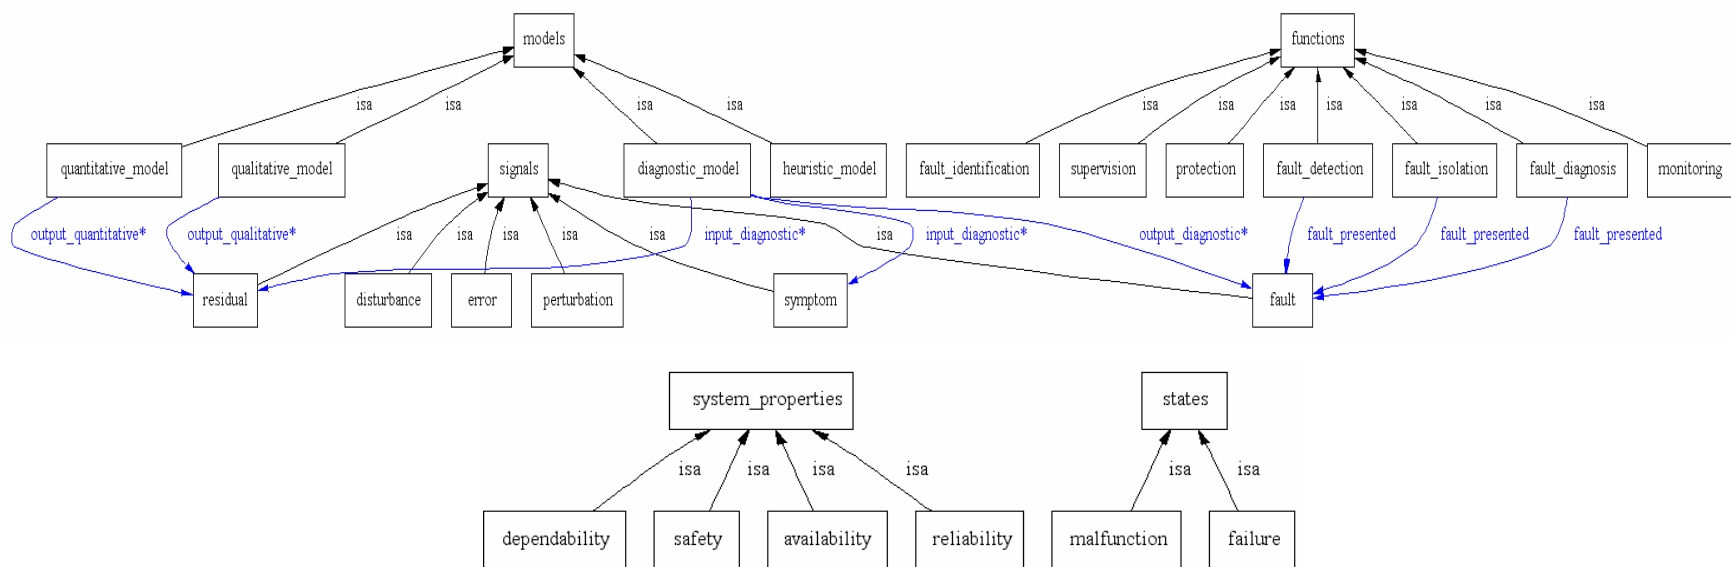 models functions
isa isa isa isa isa isa isa isa isa isa isa
quantitative_model qualitative_model signals diagnostic_model heuristic_model fault_identification supervision protection fault_detection fault_isolation fault_diagnosis monitoring
output_quantitative* output_qualitative* isa isa isa isa isa input_diagnostic* isa input_diagnostic* output_diagnostic* fault_presented fault_presented fault_presented
residual disturbance error perturbation symptom fault
system_properties states
isa isa isa isa isa isa
dependability safety availability reliability malfunction failure